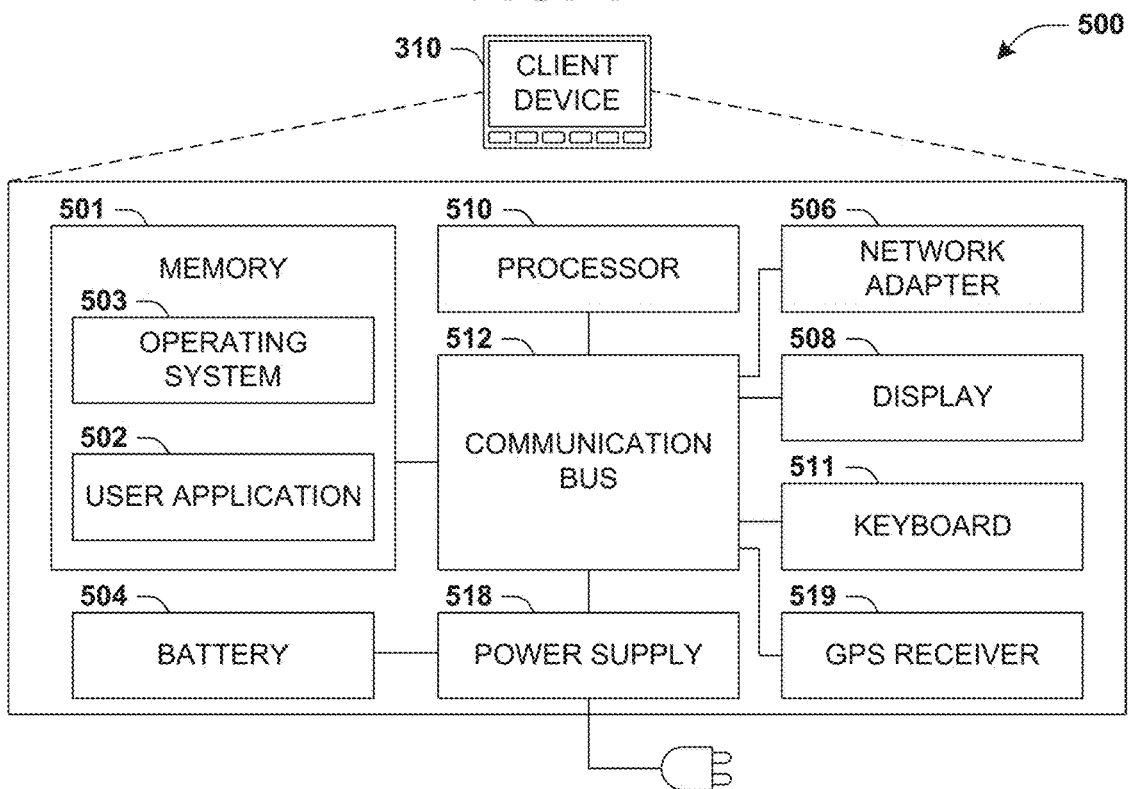 500
310
CLIENT
DEVICE
501
510
506
MEMORY
PROCESSOR
NETWORK
ADAPTER
503
512
508
OPERATING
SYSTEM
DISPLAY
502
COMMUNICATION
BUS
511
USER APPLICATION
KEYBOARD
504
518
519
BATTERY
POWER SUPPLY
GPS RECEIVER